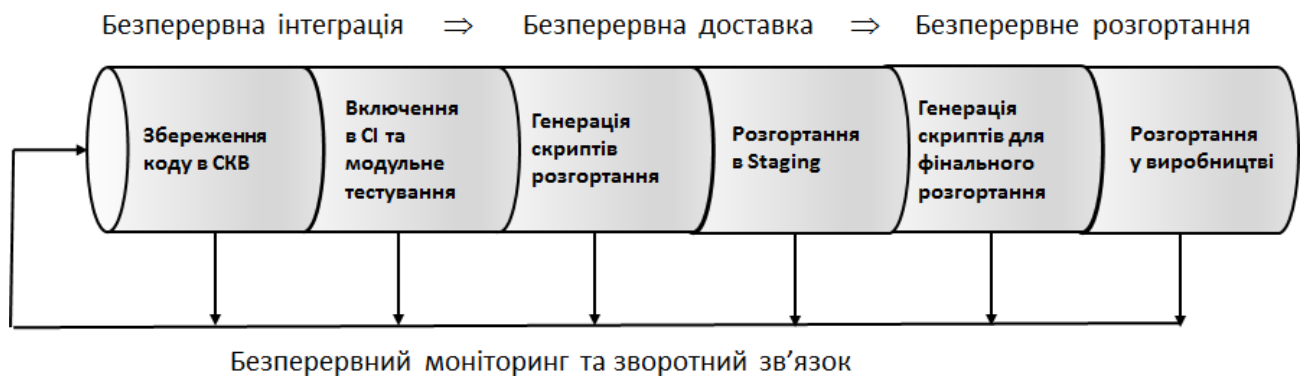 Безперервна інтеграція ⇒ Безперервна доставка ⇒ Безперервне розгортання
Збереження
коду в СКВ
Включення
в СІ та
модульне
тестування
Генерація
скриптів
розгортання
Розгортання
в Staging
Генерація
скриптів для
фінального
розгортання
Розгортання
у виробництві
Безперервний моніторинг та зворотний зв’язок